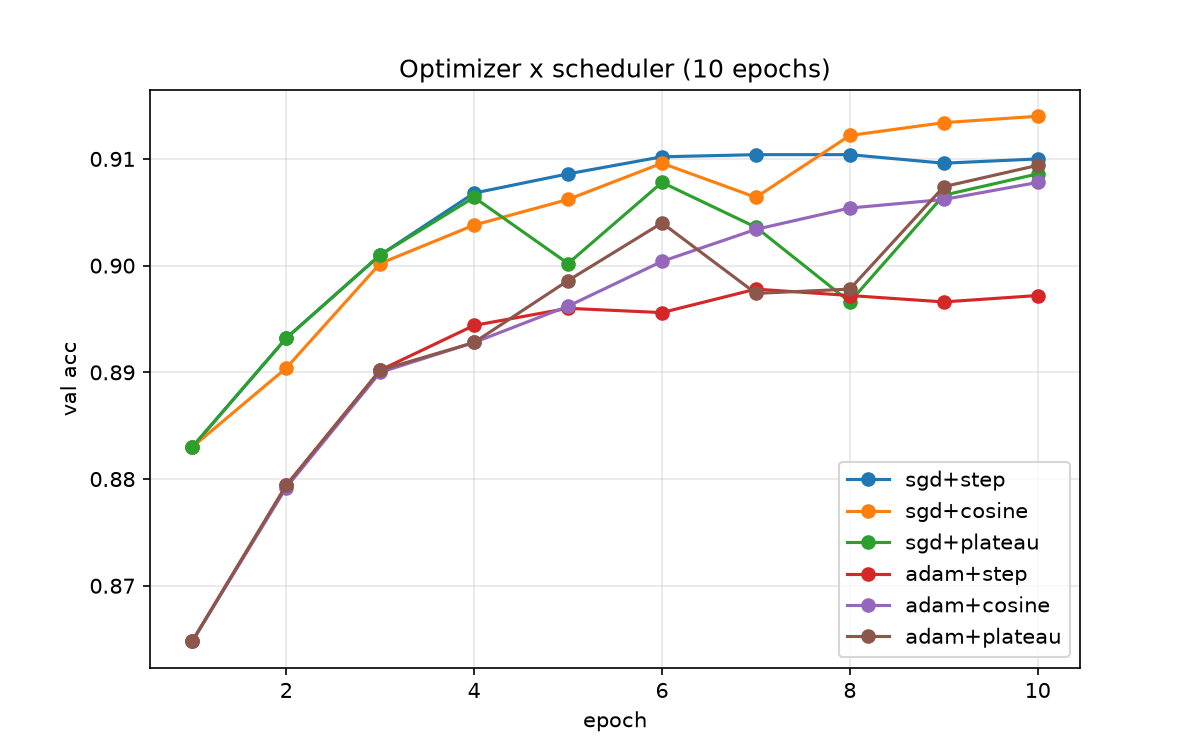 Optimizer x scheduler (10 epochs)
val acc
0.91
0.90
0.89
0.88
0.87
2 4 6 8 10
epoch
sgd+step
sgd+cosine
sgd+plateau
adam+step
adam+cosine
adam+plateau